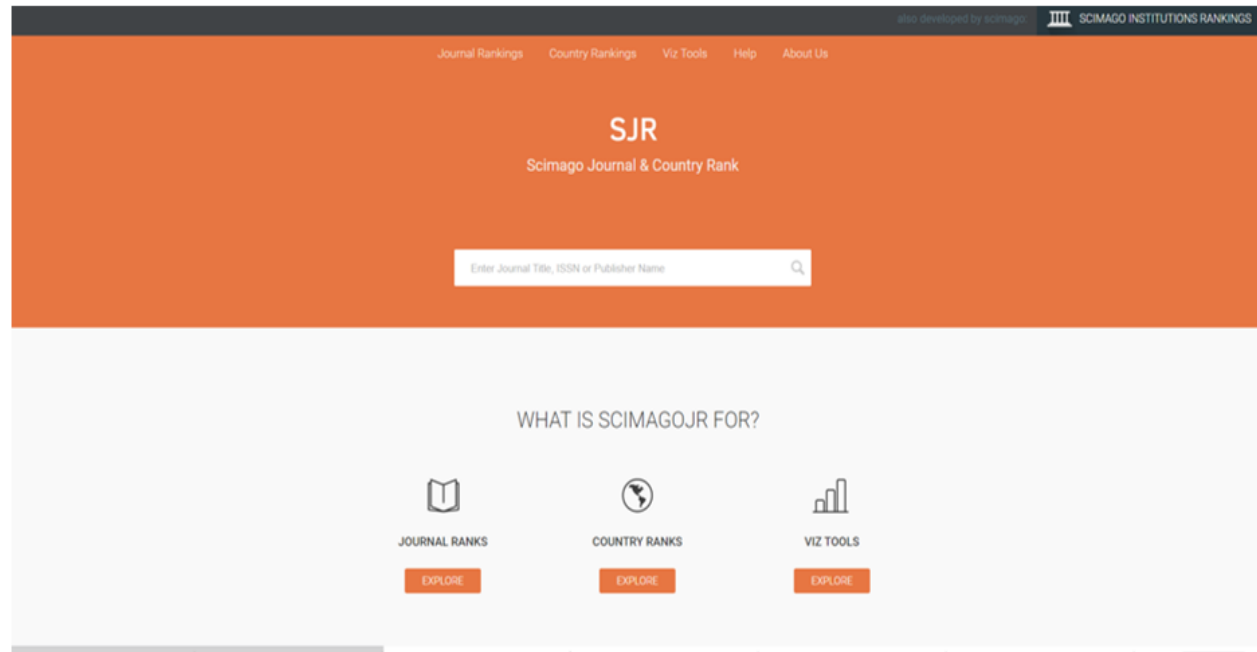 also developed by scimago:
SCIMAGO INSTITUTIONS RANKINGS
Journal Rankings Country Rankings Viz Tools Help About Us
SJR
Scimago Journal & Country Rank
Enter Journal Title, ISSN or Publisher Name
WHAT IS SCIMAGOJR FOR?
JOURNAL RANKS COUNTRY RANKS VIZ TOOLS
EXPLORE EXPLORE EXPLORE